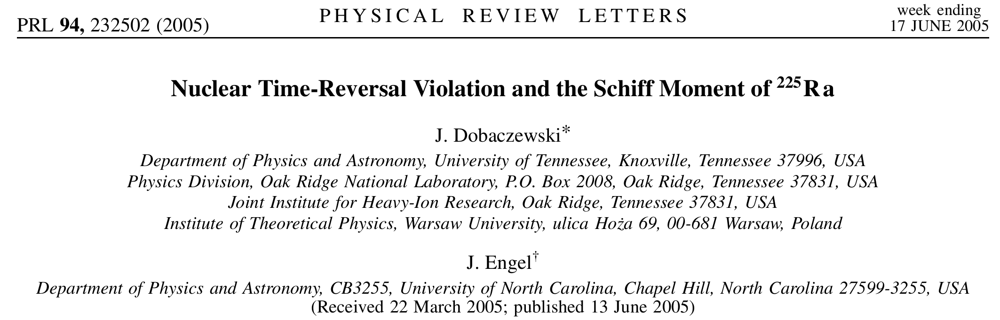 PRL 94, 232502 (2005)
PHYSICAL REVIEW LETTERS
week ending
17 JUNE 2005
Nuclear Time-Reversal Violation and the Schiff Moment of ²²⁵Ra
J. Dobaczewski*
Department of Physics and Astronomy, University of Tennessee, Knoxville, Tennessee 37996, USA
Physics Division, Oak Ridge National Laboratory, P.O. Box 2008, Oak Ridge, Tennessee 37831, USA
Joint Institute for Heavy-Ion Research, Oak Ridge, Tennessee 37831, USA
Institute of Theoretical Physics, Warsaw University, ulica Hoża 69, 00-681 Warsaw, Poland
J. Engel†
Department of Physics and Astronomy, CB3255, University of North Carolina, Chapel Hill, North Carolina 27599-3255, USA
(Received 22 March 2005; published 13 June 2005)